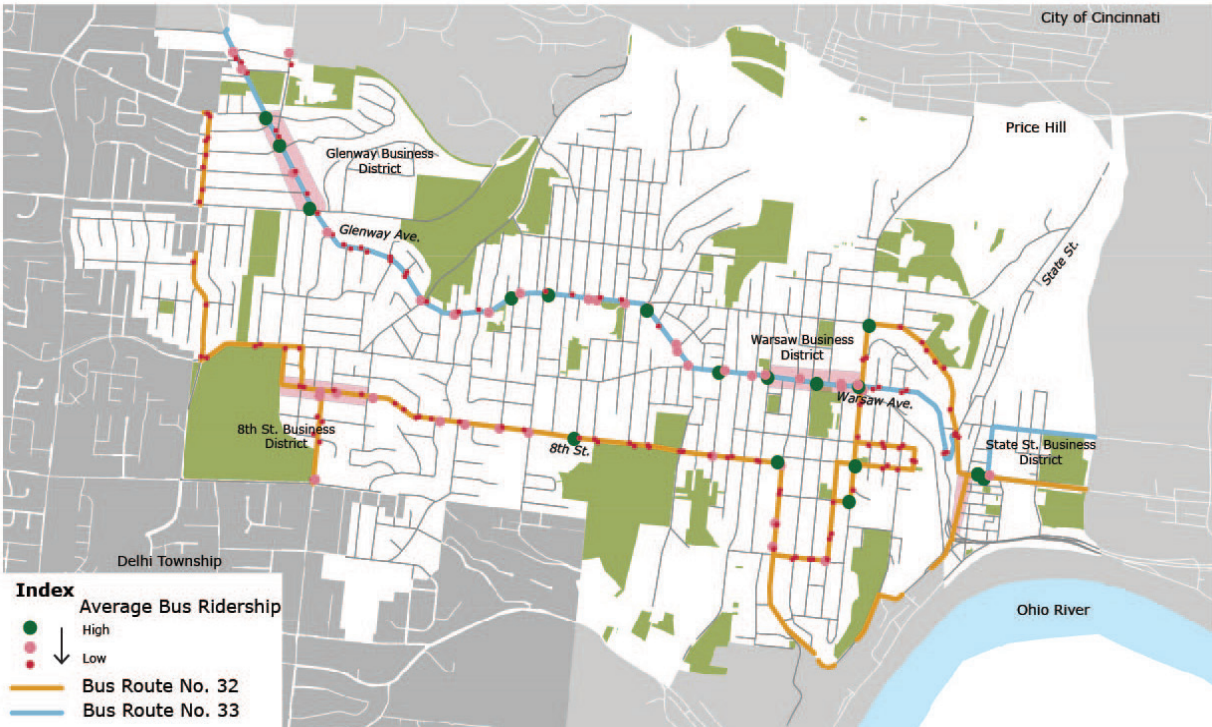 City of Cincinnati
Price Hill
Glenway Business
District
Glenway Ave.
State St.
Warsaw Business
District
Warsaw Ave.
8th St. Business
District
8th St.
State St. Business
District
Delhi Township
Ohio River
Index
Average Bus Ridership
High
Low
Bus Route No. 32
Bus Route No. 33